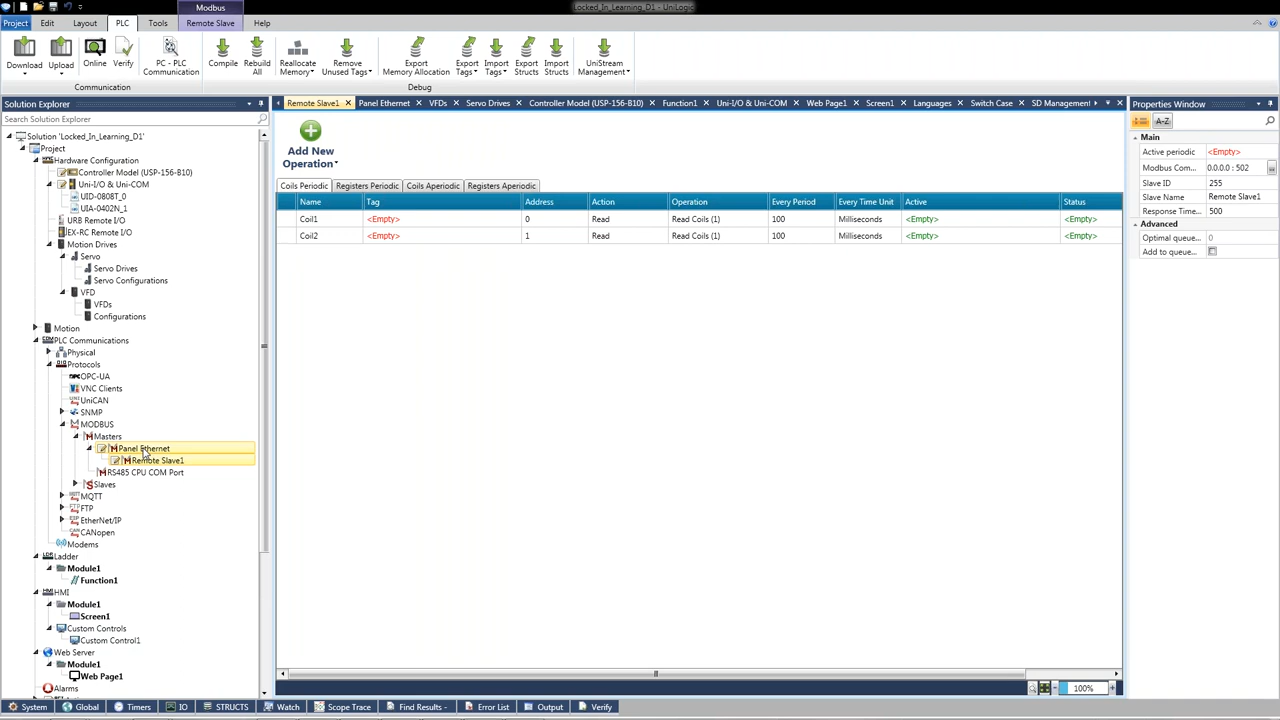 Modbus
Locked_In_Learning_D1 - UniLogic
Project Edit Layout PLC Tools Remote Slave Help
Download Upload Online Verify PC - PLC Communication Compile Rebuild All Reallocate Memory Remove Unused Tags Export Memory Allocation Export Tags Import Tags Export Structs Import Structs UniStream Management
Communication Debug
Solution Explorer
Search Solution Explorer
Solution 'Locked_In_Learning_D1'
Project
Hardware Configuration
Controller Model (USP-156-B10)
Uni-I/O & Uni-COM
UID-0808T_0
UIA-0402N_1
URB Remote I/O
EX-RC Remote I/O
Motion Drives
Servo
Servo Drives
Servo Configurations
VFD
VFDs
Configurations
Motion
PLC Communications
Physical
Protocols
OPC-UA
VNC Clients
UniCAN
SNMP
MODBUS
Masters
Panel Ethernet
Remote Slave1
RS485 CPU COM Port
Slaves
MQTT
FTP
EtherNet/IP
CANopen
Modems
Ladder
Module1
Function1
HMI
Module1
Screen1
Custom Controls
Custom Control1
Web Server
Module1
Web Page1
Alarms
Remote Slave1 Panel Ethernet VFDs Servo Drives Controller Model (USP-156-B10) Function1 Uni-I/O & Uni-COM Web Page1 Screen1 Languages Switch Case SD Management
Add New Operation
Coils Periodic Registers Periodic Coils Aperiodic Registers Aperiodic
Name Tag Address Action Operation Every Period Every Time Unit Active Status
Coil1 <Empty> 0 Read Read Coils (1) 100 Milliseconds <Empty> <Empty>
Coil2 <Empty> 1 Read Read Coils (1) 100 Milliseconds <Empty> <Empty>
100%
Properties Window
A-Z
Main
Active periodic <Empty>
Modbus Com... 0.0.0.0 : 502
Slave ID 255
Slave Name Remote Slave1
Response Time... 500
Advanced
Optimal queue... 0
Add to queue...
System Global Timers IO STRUCTS Watch Scope Trace Find Results - Error List Output Verify